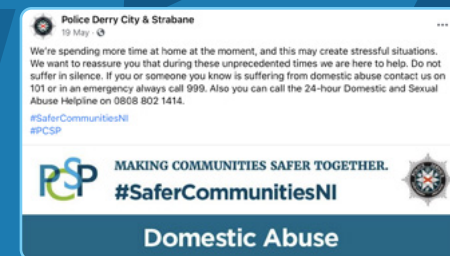 Police Derry City & Strabane
19 May
We're spending more time at home at the moment, and this may create stressful situations.
We want to reassure you that during these unprecedented times we are here to help. Do not
suffer in silence. If you or someone you know is suffering from domestic abuse contact us on
101 or in an emergency always call 999. Also you can call the 24-hour Domestic and Sexual
Abuse Helpline on 0808 802 1414.
#SaferCommunitiesNI
#PCSP
PCSP
MAKING COMMUNITIES SAFER TOGETHER.
#SaferCommunitiesNI
Domestic Abuse